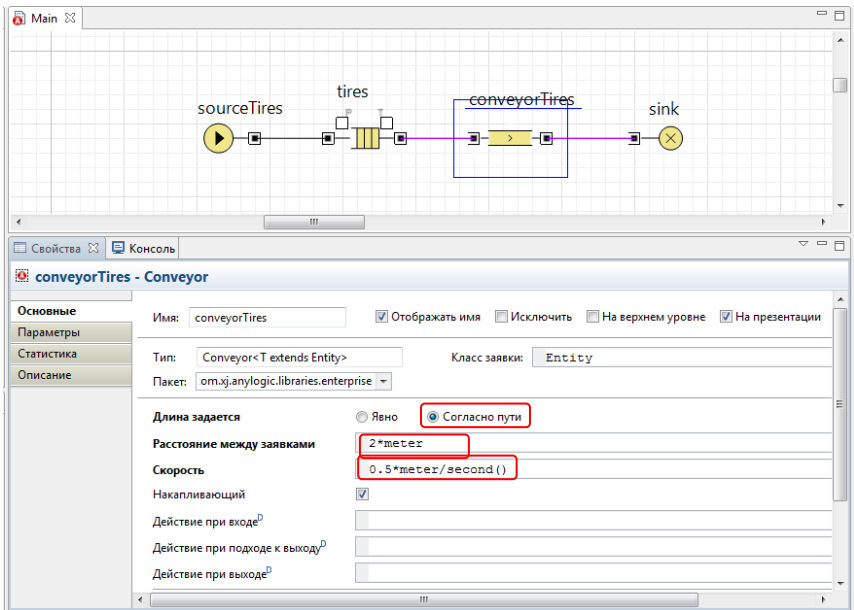 Main
sourceTires
tires
conveyorTires
sink
Свойства Консоль
conveyorTires - Conveyor
Основные
Параметры
Статистика
Описание
Имя: conveyorTires Отображать имя Исключить На верхнем уровне На презентации
Тип: Conveyor<T extends Entity> Класс заявки: Entity
Пакет: om.xj.anylogic.libraries.enterprise
Длина задается Явно Согласно пути
Расстояние между заявками 2*meter
Скорость 0.5*meter/second()
Накапливающий
Действие при входе D
Действие при подходе к выходу D
Действие при выходе D